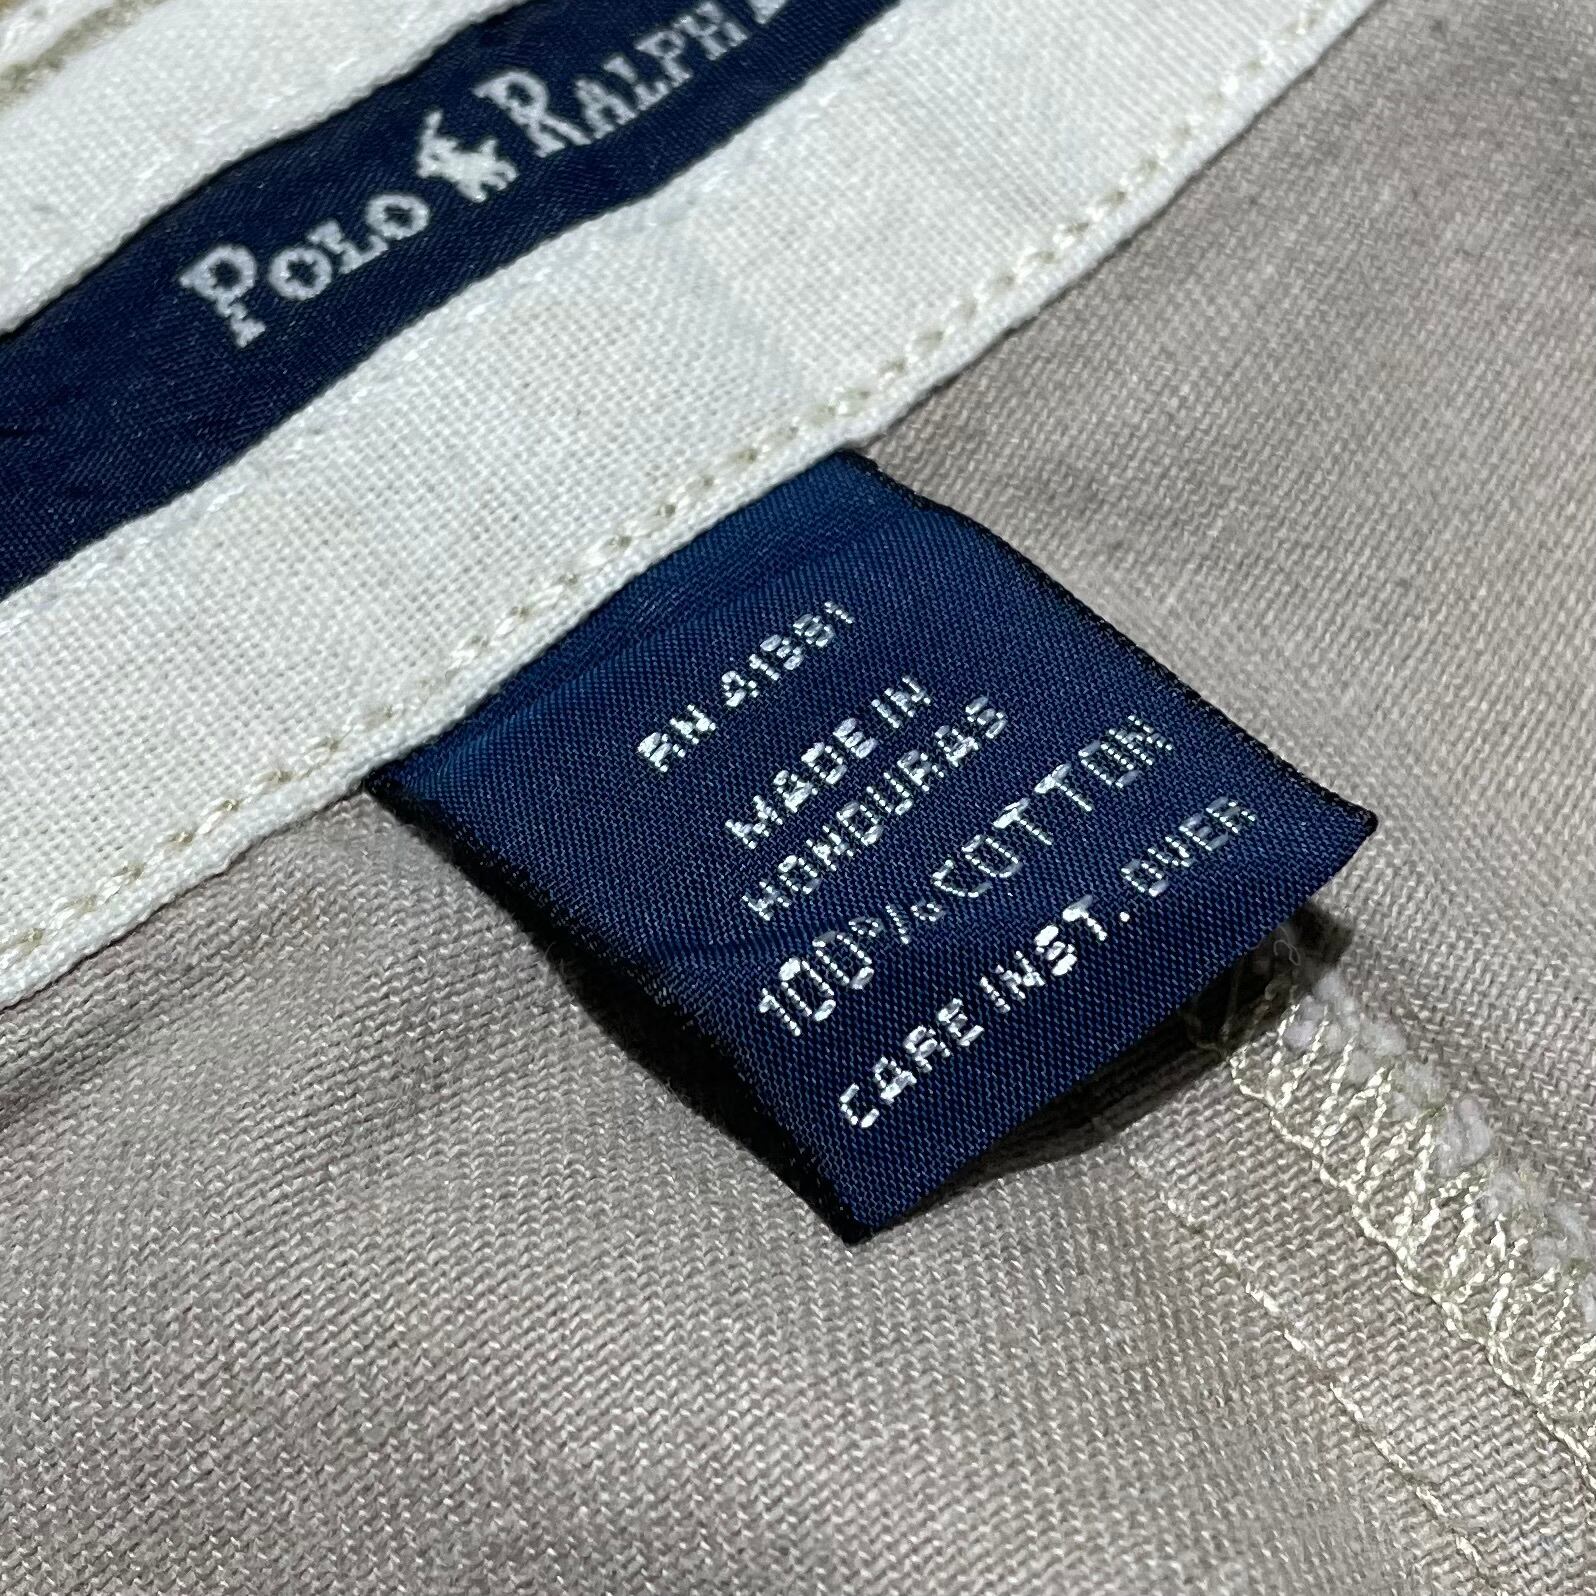 POLO RALPH
RN 41381
MADE IN
HONDURAS
100% COTTON
CARE INST. OVER